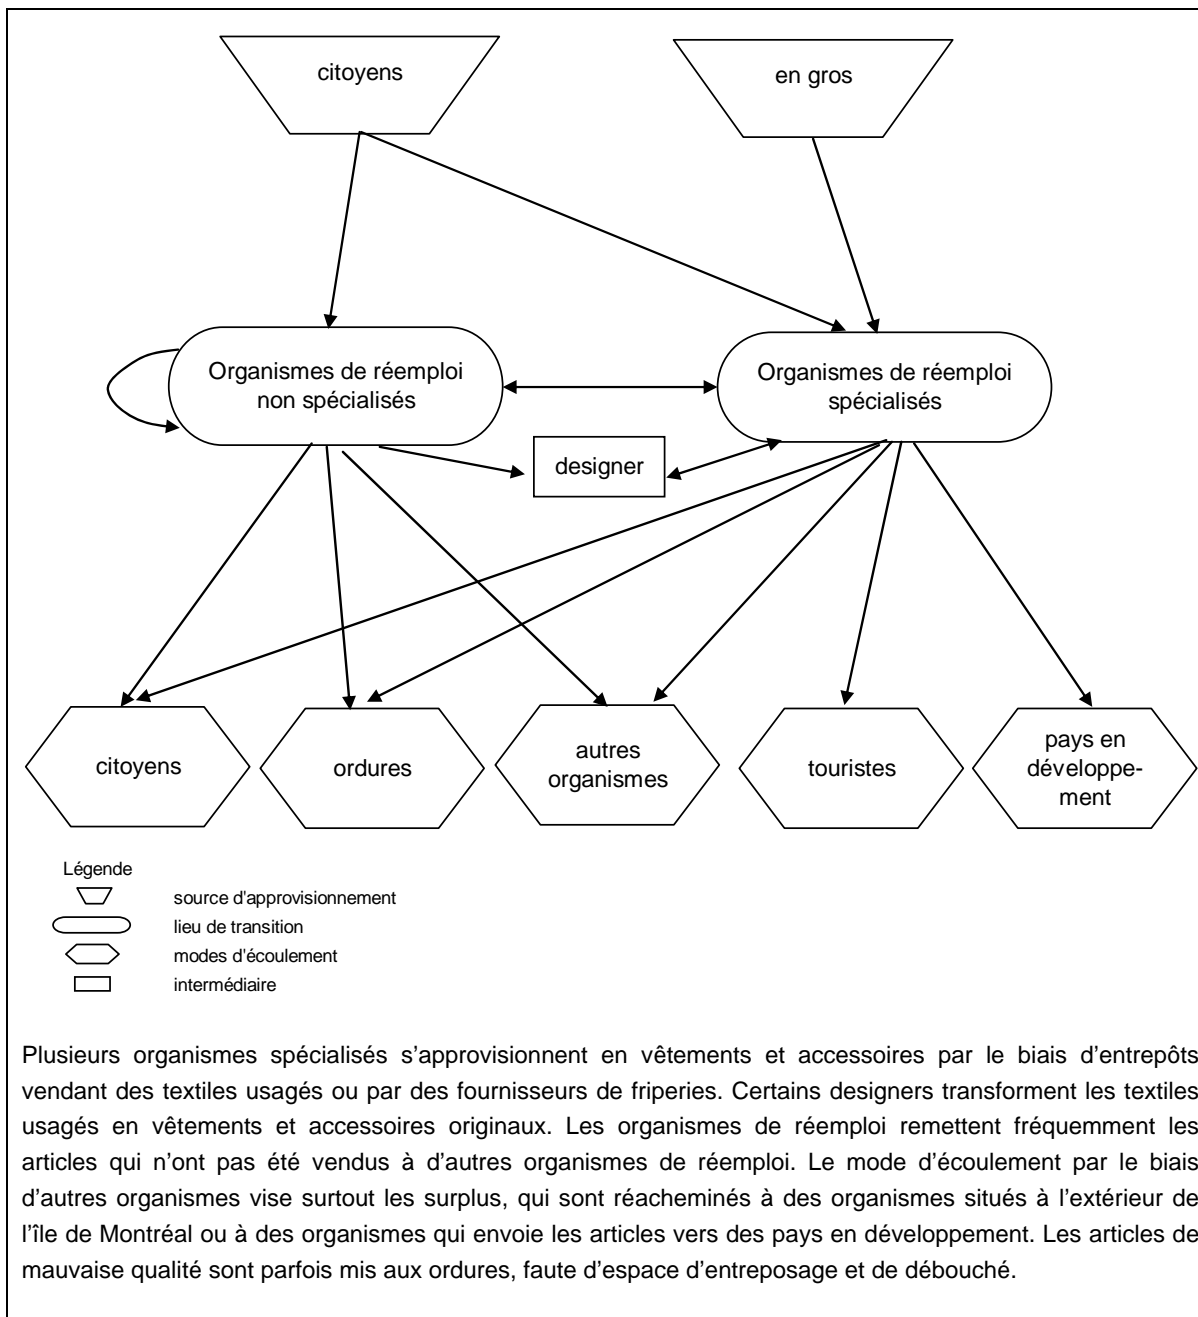 citoyens
en gros
Organismes de réemploi
non spécialisés
Organismes de réemploi
spécialisés
designer
citoyens
ordures
autres
organismes
touristes
pays en
développe-
ment
Légende
source d'approvisionnement
lieu de transition
modes d'écoulement
intermédiaire
Plusieurs organismes spécialisés s'approvisionnent en vêtements et accessoires par le biais d'entrepôts
vendant des textiles usagés ou par des fournisseurs de friperies. Certains designers transforment les textiles
usagés en vêtements et accessoires originaux. Les organismes de réemploi remettent fréquemment les
articles qui n'ont pas été vendus à d'autres organismes de réemploi. Le mode d'écoulement par le biais
d'autres organismes vise surtout les surplus, qui sont réacheminés à des organismes situés à l'extérieur de
l'île de Montréal ou à des organismes qui envoie les articles vers des pays en développement. Les articles de
mauvaise qualité sont parfois mis aux ordures, faute d'espace d'entreposage et de débouché.